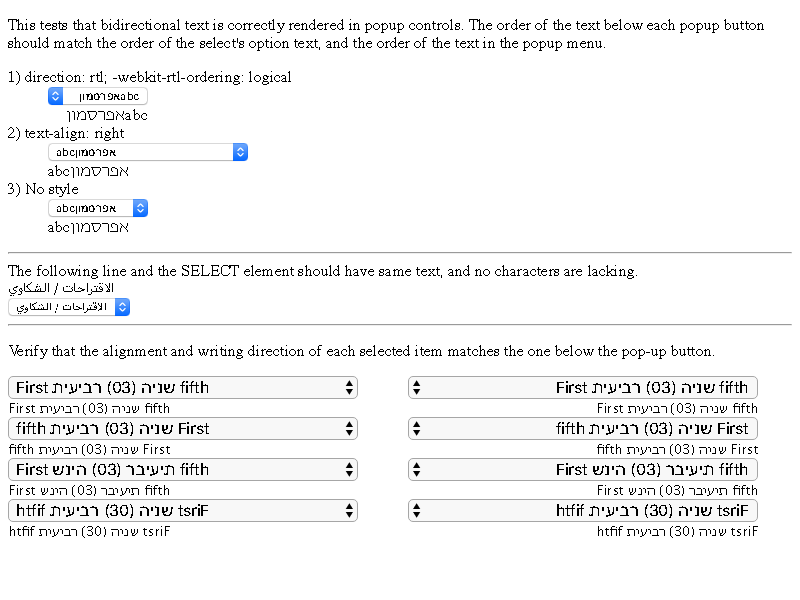 This tests that bidirectional text is correctly rendered in popup controls. The order of the text below each popup button
should match the order of the select's option text, and the order of the text in the popup menu.
1) direction: rtl; -webkit-rtl-ordering: logical
abcאפרסמון
abcאפרסמון
2) text-align: right
abcאפרסמון
abcאפרסמון
3) No style
abcאפרסמון
abcאפרסמון
The following line and the SELECT element should have same text, and no characters are lacking.
الاقتراحات / الشكاوي
الاقتراحات / الشكاوي
Verify that the alignment and writing direction of each selected item matches the one below the pop-up button.
First שניה (03) רביעית fifth
First שניה (03) רביעית fifth
First שניה (03) רביעית fifth
First שניה (03) רביעית fifth
fifth שניה (03) רביעית First
fifth שניה (03) רביעית First
fifth שניה (03) רביעית First
fifth שניה (03) רביעית First
First תיעיבר (03) הינש fifth
First תיעיבר (03) הינש fifth
First תיעיבר (03) הינש fifth
First תיעיבר (03) הינש fifth
htfif שניה (30) רביעית tsriF
htfif שניה (30) רביעית tsriF
htfif שניה (30) רביעית tsriF
htfif שניה (30) רביעית tsriF